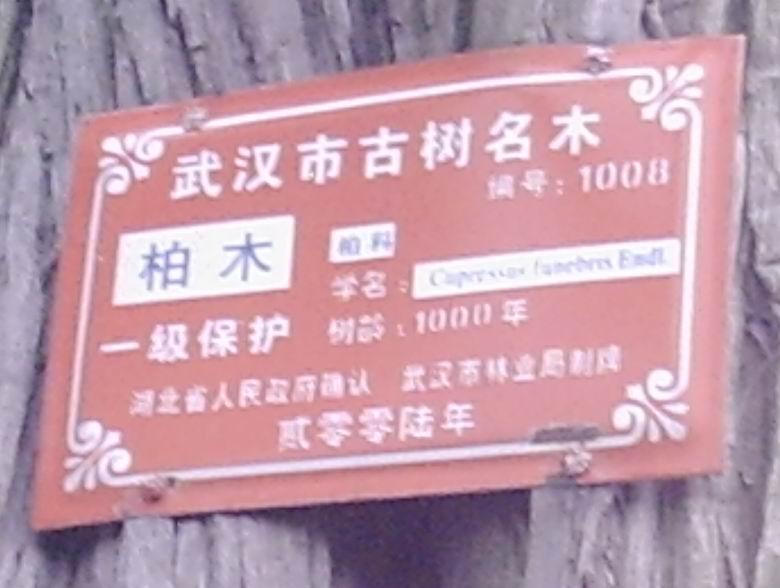 武汉市古树名木
编号：1008
柏木
柏科
学名：Cupressus funebris Endl.
一级保护
树龄：1000年
湖北省人民政府确认 武汉市林业局制牌
贰零零陆年